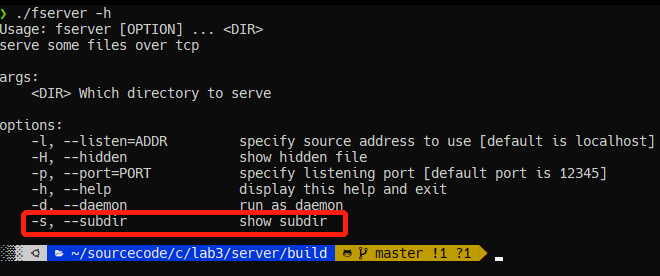 ❯ ./fserver -h
Usage: fserver [OPTION] ... <DIR>
serve some files over tcp
args:
<DIR> Which directory to serve
options:
-l, --listen=ADDR specify source address to use [default is localhost]
-H, --hidden show hidden file
-p, --port=PORT specify listening port [default port is 12345]
-h, --help display this help and exit
-d, --daemon run as daemon
-s, --subdir show subdir
~/sourcecode/c/lab3/server/build master !1 ?1